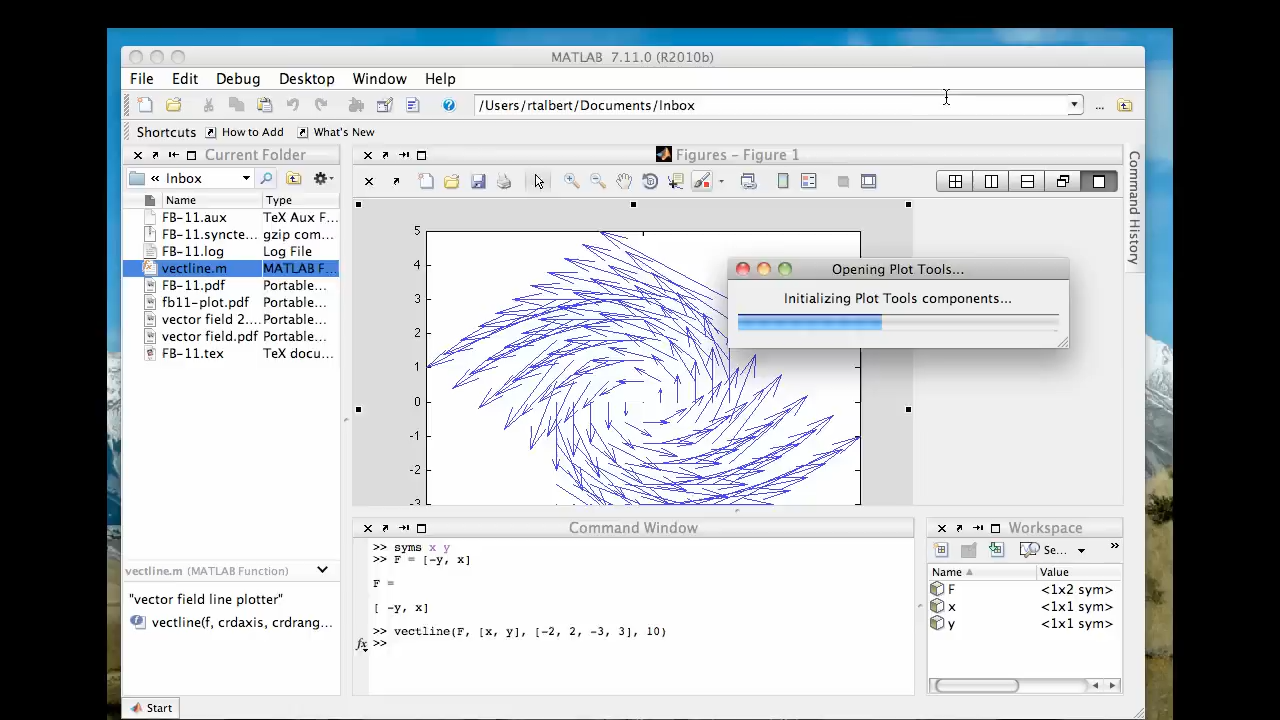 MATLAB 7.11.0 (R2010b)
File Edit Debug Desktop Window Help
/Users/rtalbert/Documents/Inbox
...
Shortcuts How to Add What's New
Current Folder
« Inbox
Name Type
FB-11.aux TeX Aux F...
FB-11.syncte... gzip com...
FB-11.log Log File
vectline.m MATLAB F...
FB-11.pdf Portable...
fb11-plot.pdf Portable...
vector field 2.... Portable...
vector field.pdf Portable...
FB-11.tex TeX docu...
vectline.m (MATLAB Function)
"vector field line plotter"
vectline(f, crdaxis, crdrang...
Start
Figures - Figure 1
5
4
3
2
1
0
-1
-2
-3
Opening Plot Tools...
Initializing Plot Tools components...
Command History
Command Window
>> syms x y
>> F = [-y, x]
F =
[ -y, x]
>> vectline(F, [x, y], [-2, 2, -3, 3], 10)
fx >>
Workspace
Se... »
Name Value
F <1x2 sym>
x <1x1 sym>
y <1x1 sym>